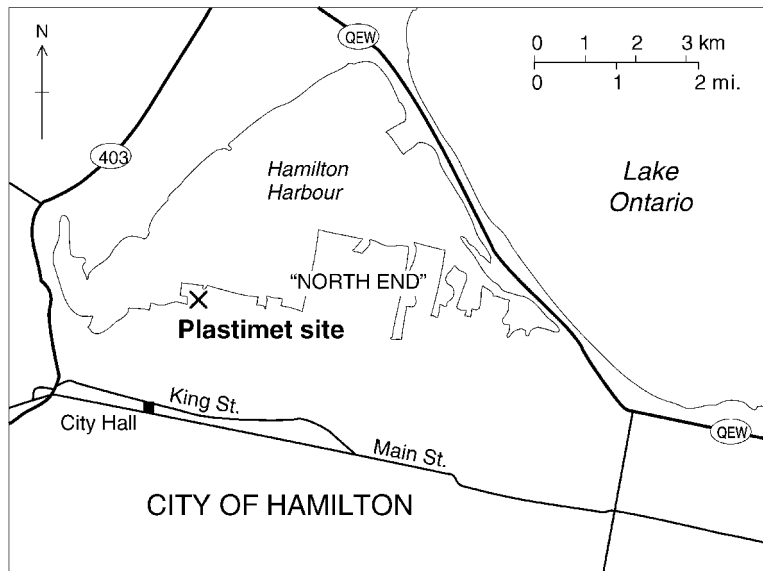 N
QEW
0 1 2 3 km
0 1 2 mi.
403
Hamilton
Harbour
Lake
Ontario
“NORTH END”
Plastimet site
King St.
City Hall
Main St.
QEW
CITY OF HAMILTON